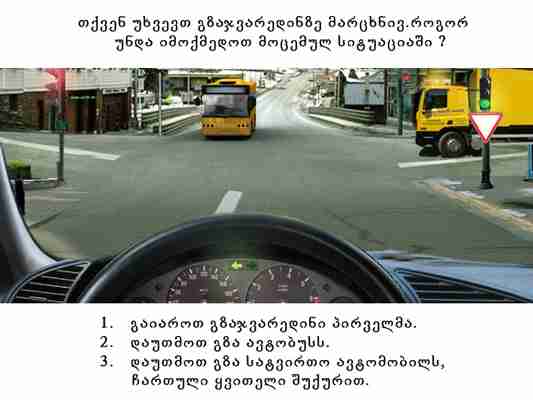 თქვენ უხვევთ გზაჯვარედინზე მარცხნივ.როგორ
უნდა იმოქმედოთ მოცემულ სიტუაციაში ?
1. გაიაროთ გზაჯვარედინი პირველმა.
2. დაუთმოთ გზა ავტობუსს.
3. დაუთმოთ გზა სატვირთო ავტომობილს,
ჩართული ყვითელი შუქურით.